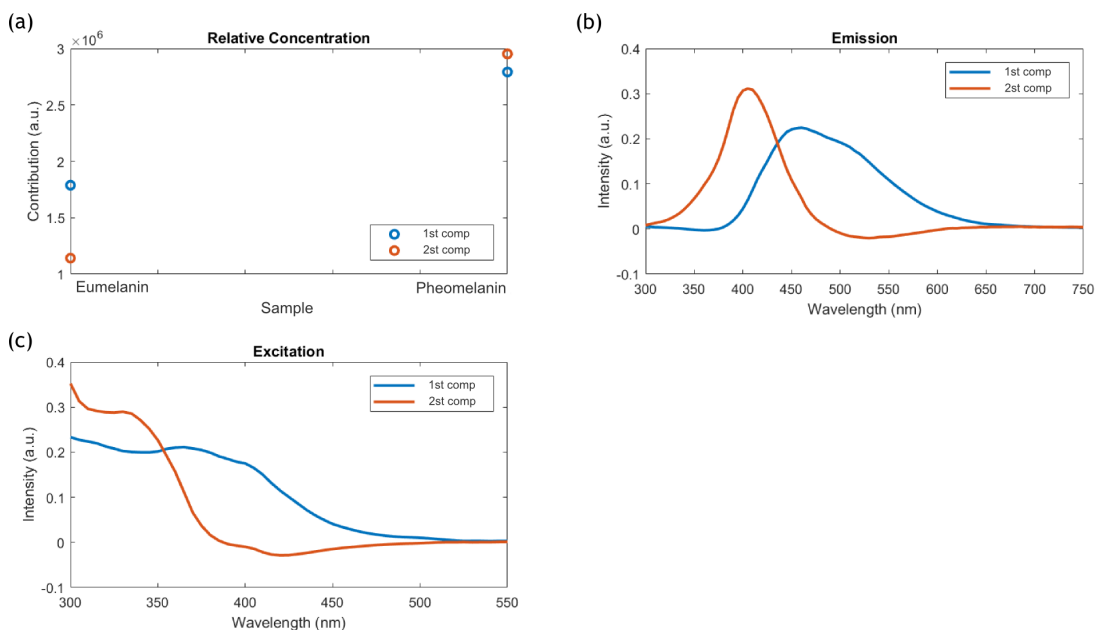 (a)
Relative Concentration
×10⁶
3
2.5
2
1.5
1
Contribution (a.u.)
1st comp
2st comp
Eumelanin
Pheomelanin
Sample
(b)
Emission
0.4
0.3
0.2
0.1
0
-0.1
Intensity (a.u.)
1st comp
2st comp
300 350 400 450 500 550 600 650 700 750
Wavelength (nm)
(c)
Excitation
0.4
0.3
0.2
0.1
0
-0.1
Intensity (a.u.)
1st comp
2st comp
300 350 400 450 500 550
Wavelength (nm)